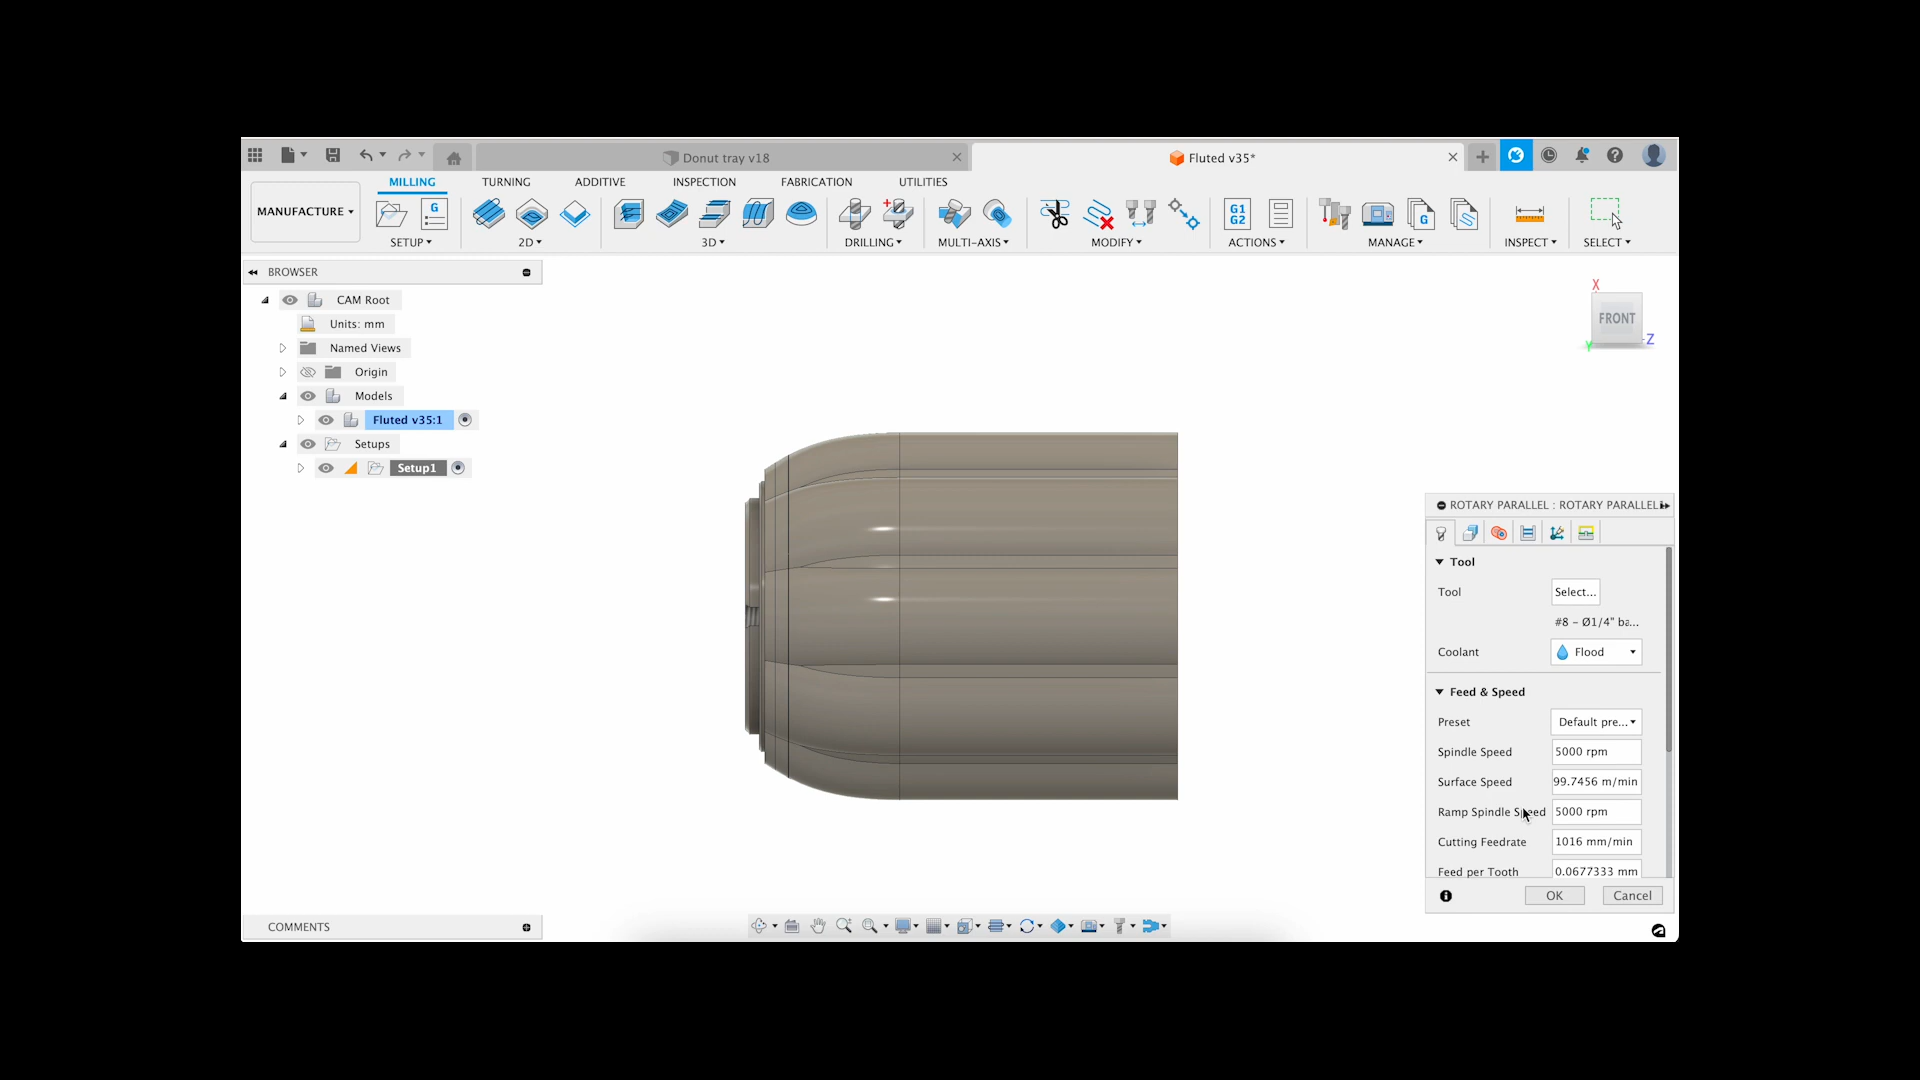 Donut tray v18
Fluted v35*
MILLING TURNING ADDITIVE INSPECTION FABRICATION UTILITIES
MANUFACTURE
G
G1
G2
G
SETUP 2D 3D DRILLING MULTI-AXIS MODIFY ACTIONS MANAGE INSPECT SELECT
BROWSER
CAM Root
Units: mm
Named Views
Origin
Models
Fluted v35:1
Setups
Setup1
X
FRONT
Z
Y
ROTARY PARALLEL : ROTARY PARALLEL
Tool
Tool Select...
#8 - Ø1/4" ba...
Coolant Flood
Feed & Speed
Preset Default pre...
Spindle Speed 5000 rpm
Surface Speed 99.7456 m/min
Ramp Spindle Speed 5000 rpm
Cutting Feedrate 1016 mm/min
Feed per Tooth 0.0677333 mm
OK Cancel
COMMENTS